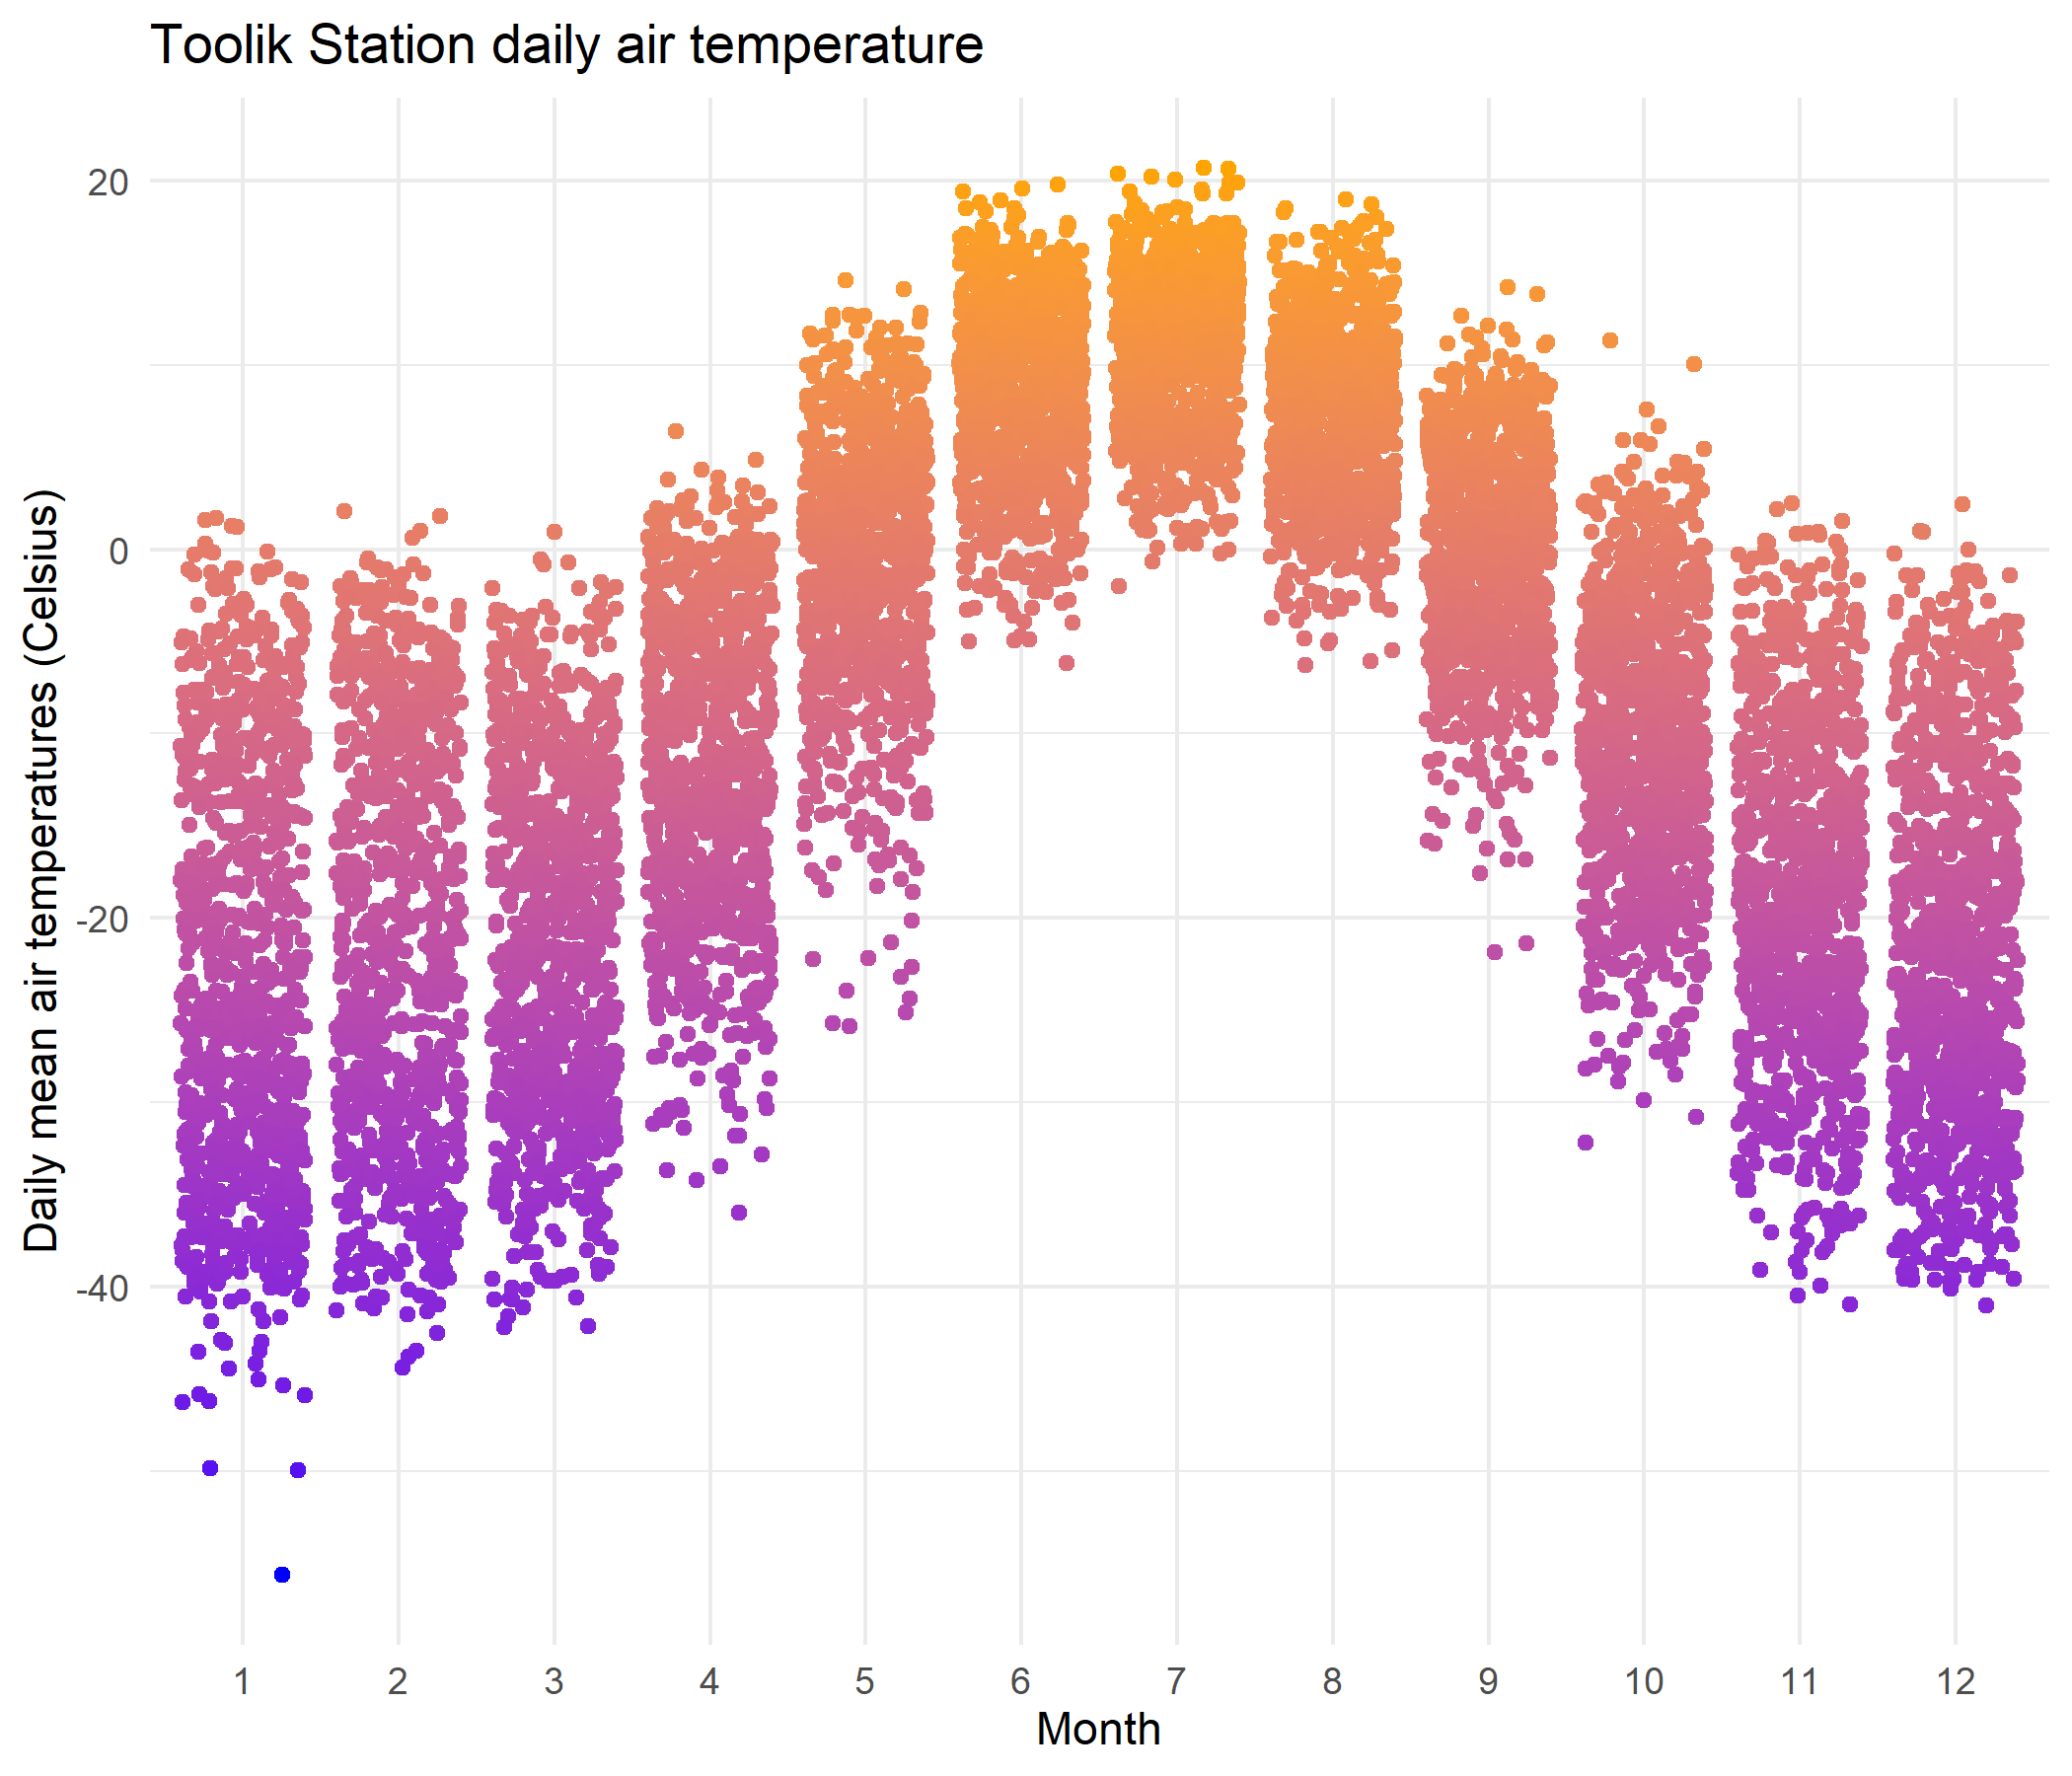 Toolik Station daily air temperature
Daily mean air temperatures (Celsius)
20
0
-20
-40
1 2 3 4 5 6 7 8 9 10 11 12
Month